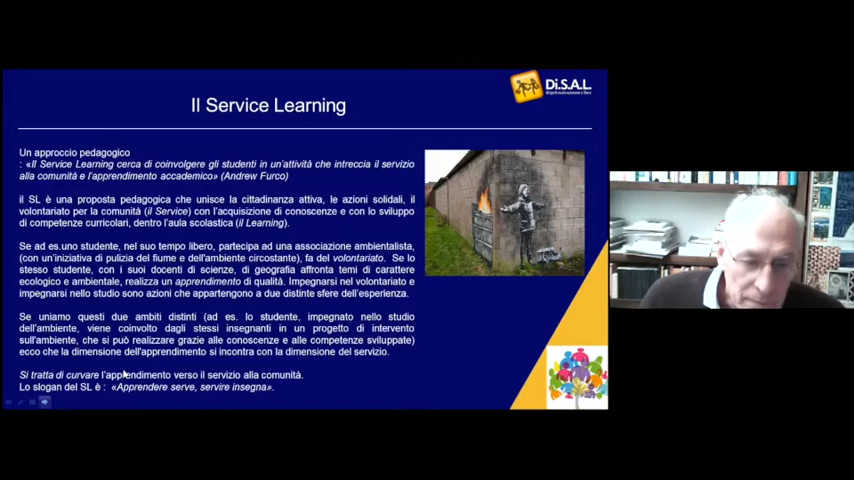 Di.S.A.L.
Il Service Learning
Un approccio pedagogico
: «Il Service Learning cerca di coinvolgere gli studenti in un'attività che intreccia il servizio
alla comunità e l'apprendimento accademico» (Andrew Furco)
il SL è una proposta pedagogica che unisce la cittadinanza attiva, le azioni solidali, il
volontariato per la comunità (il Service) con l'acquisizione di conoscenze e con lo sviluppo
di competenze curricolari, dentro l'aula scolastica (il Learning).
Se ad es.uno studente, nel suo tempo libero, partecipa ad una associazione ambientalista,
(con un'iniziativa di pulizia del fiume e dell'ambiente circostante), fa del volontariato. Se lo
stesso studente, con i suoi docenti di scienze, di geografia affronta temi di carattere
ecologico e ambientale, realizza un apprendimento di qualità. Impegnarsi nel volontariato e
impegnarsi nello studio sono azioni che appartengono a due distinte sfere dell'esperienza.
Se uniamo questi due ambiti distinti (ad es. lo studente, impegnato nello studio
dell'ambiente, viene coinvolto dagli stessi insegnanti in un progetto di intervento
sull'ambiente, che si può realizzare grazie alle conoscenze e alle competenze sviluppate)
ecco che la dimensione dell'apprendimento si incontra con la dimensione del servizio.
Si tratta di curvare l'apprendimento verso il servizio alla comunità.
Lo slogan del SL è : «Apprendere serve, servire insegna».